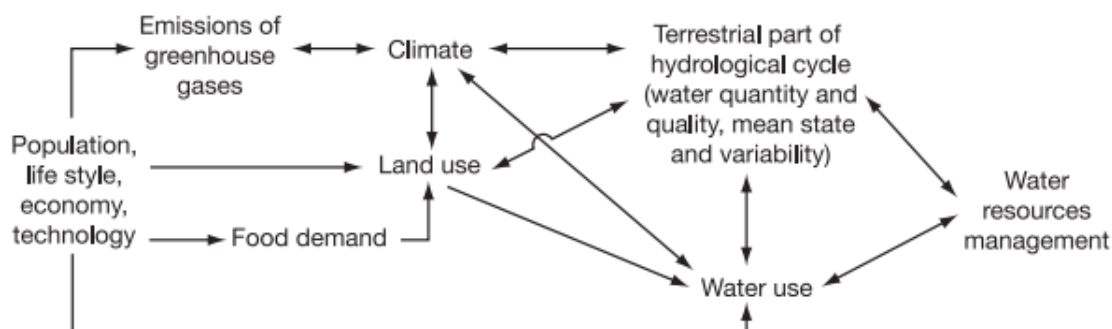 Emissions of
greenhouse
gases
Climate
Terrestrial part of
hydrological cycle
(water quantity and
quality, mean state
and variability)
Population,
life style,
economy,
technology
Land use
Food demand
Water
resources
management
Water use